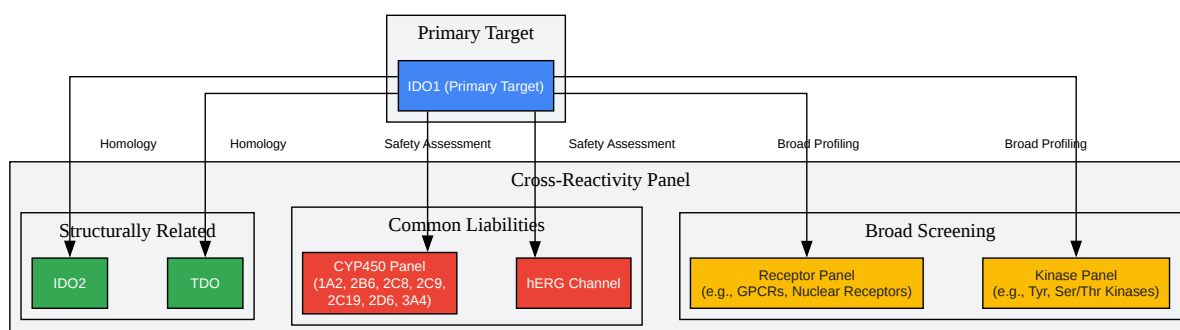 Primary Target
IDO1 (Primary Target)
Homology
Homology
Safety Assessment
Safety Assessment
Broad Profiling
Broad Profiling
Cross-Reactivity Panel
Structurally Related
IDO2
TDO
Common Liabilities
CYP450 Panel
(1A2, 2B6, 2C8, 2C9,
2C19, 2D6, 3A4)
hERG Channel
Broad Screening
Receptor Panel
(e.g., GPCRs, Nuclear Receptors)
Kinase Panel
(e.g., Tyr, Ser/Thr Kinases)